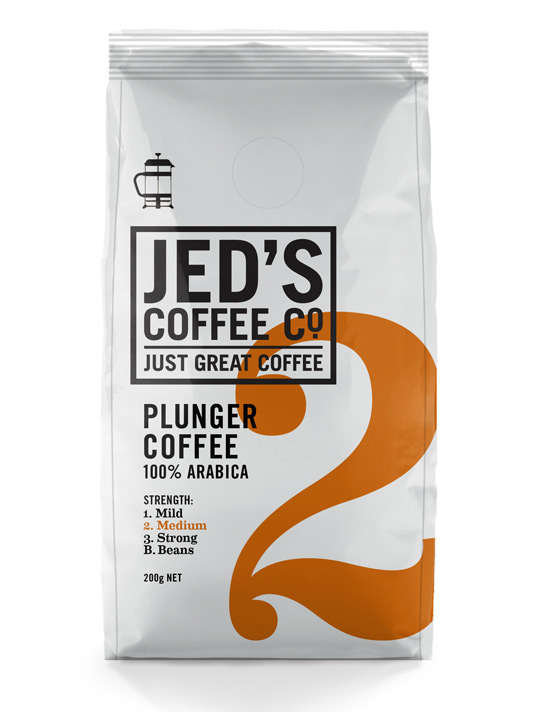 JED'S
COFFEE Cº
JUST GREAT COFFEE
2
PLUNGER
COFFEE
100% ARABICA
STRENGTH:
1. Mild
2. Medium
3. Strong
B. Beans
200g NET